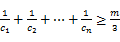 1/c₁ + 1/c₂ + ⋯ + 1/cₙ ≥ m/3